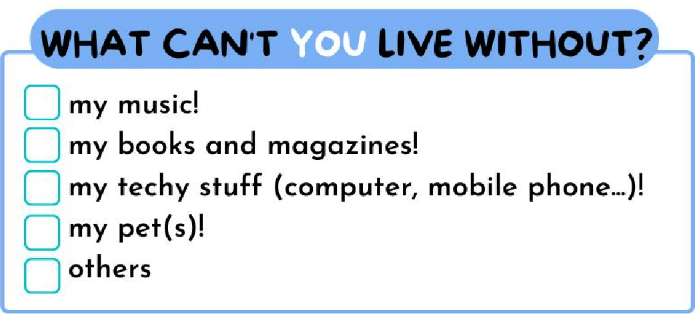 WHAT CAN'T YOU LIVE WITHOUT?
my music!
my books and magazines!
my techy stuff (computer, mobile phone...)!
my pet(s)!
others